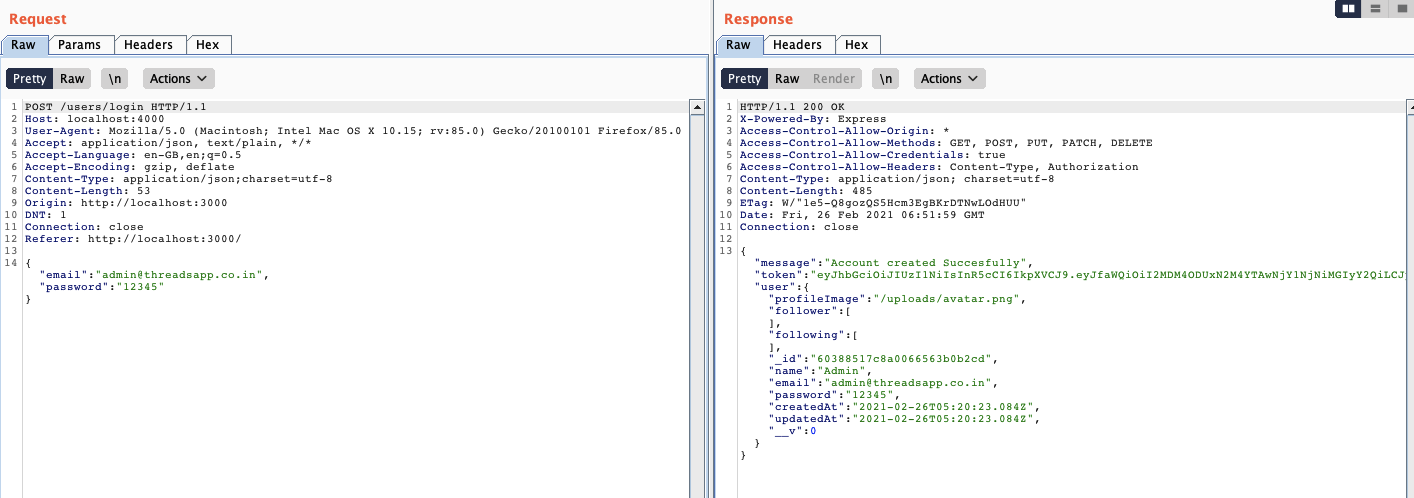 Request
Raw Params Headers Hex
Pretty Raw \n Actions
1 POST /users/login HTTP/1.1
2 Host: localhost:4000
3 User-Agent: Mozilla/5.0 (Macintosh; Intel Mac OS X 10.15; rv:85.0) Gecko/20100101 Firefox/85.0
4 Accept: application/json, text/plain, */*
5 Accept-Language: en-GB,en;q=0.5
6 Accept-Encoding: gzip, deflate
7 Content-Type: application/json;charset=utf-8
8 Content-Length: 53
9 Origin: http://localhost:3000
10 DNT: 1
11 Connection: close
12 Referer: http://localhost:3000/
13
14 {
"email":"admin@threadsapp.co.in",
"password":"12345"
}
Response
Raw Headers Hex
Pretty Raw Render \n Actions
1 HTTP/1.1 200 OK
2 X-Powered-By: Express
3 Access-Control-Allow-Origin: *
4 Access-Control-Allow-Methods: GET, POST, PUT, PATCH, DELETE
5 Access-Control-Allow-Credentials: true
6 Access-Control-Allow-Headers: Content-Type, Authorization
7 Content-Type: application/json; charset=utf-8
8 Content-Length: 485
9 ETag: W/"1e5-Q8gozQS5Hcm3EgBKrDTNwLOdHUU"
10 Date: Fri, 26 Feb 2021 06:51:59 GMT
11 Connection: close
12
13 {
"message":"Account created Succesfully",
"token":"eyJhbGciOiJIUzI1NiIsInR5cCI6IkpXVCJ9.eyJfaWQiOiI2MDM4ODUxN2M4YTAwNjY1NjNiMGIyY2QiLCJ
"user":{
"profileImage":"/uploads/avatar.png",
"follower":[
],
"following":[
],
"_id":"60388517c8a0066563b0b2cd",
"name":"Admin",
"email":"admin@threadsapp.co.in",
"password":"12345",
"createdAt":"2021-02-26T05:20:23.084Z",
"updatedAt":"2021-02-26T05:20:23.084Z",
"__v":0
}
}